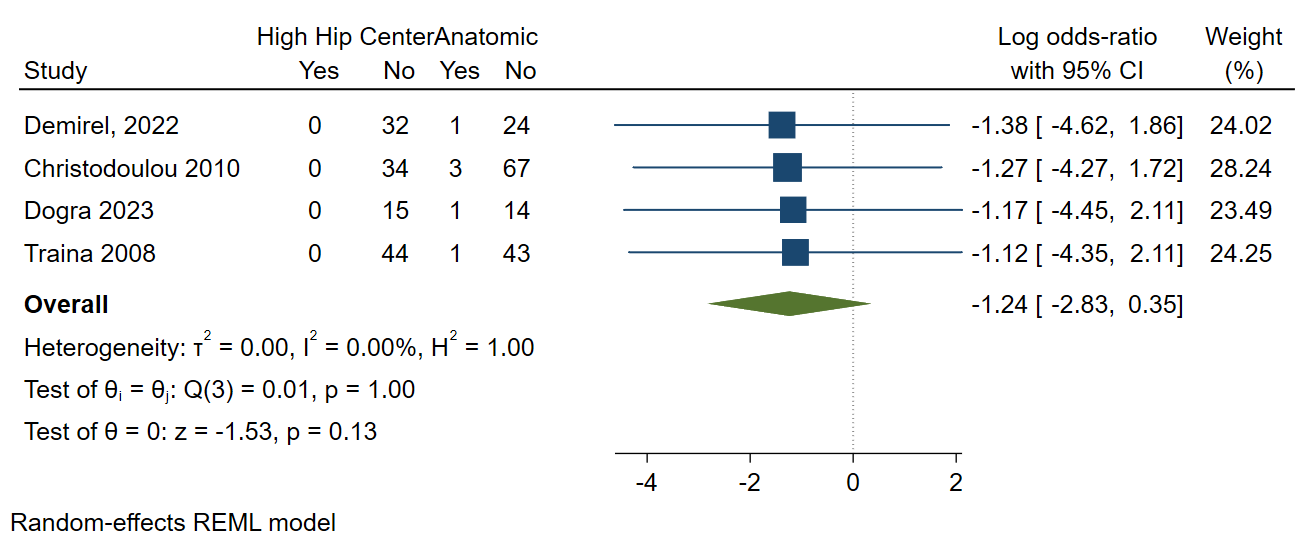 High Hip CenterAnatomic Log odds-ratio Weight
Study Yes No Yes No with 95% CI (%)
Demirel, 2022 0 32 1 24 -1.38 [ -4.62, 1.86] 24.02
Christodoulou 2010 0 34 3 67 -1.27 [ -4.27, 1.72] 28.24
Dogra 2023 0 15 1 14 -1.17 [ -4.45, 2.11] 23.49
Traina 2008 0 44 1 43 -1.12 [ -4.35, 2.11] 24.25
Overall -1.24 [ -2.83, 0.35]
Heterogeneity: τ² = 0.00, I² = 0.00%, H² = 1.00
Test of θᵢ = θⱼ: Q(3) = 0.01, p = 1.00
Test of θ = 0: z = -1.53, p = 0.13
-4 -2 0 2
Random-effects REML model